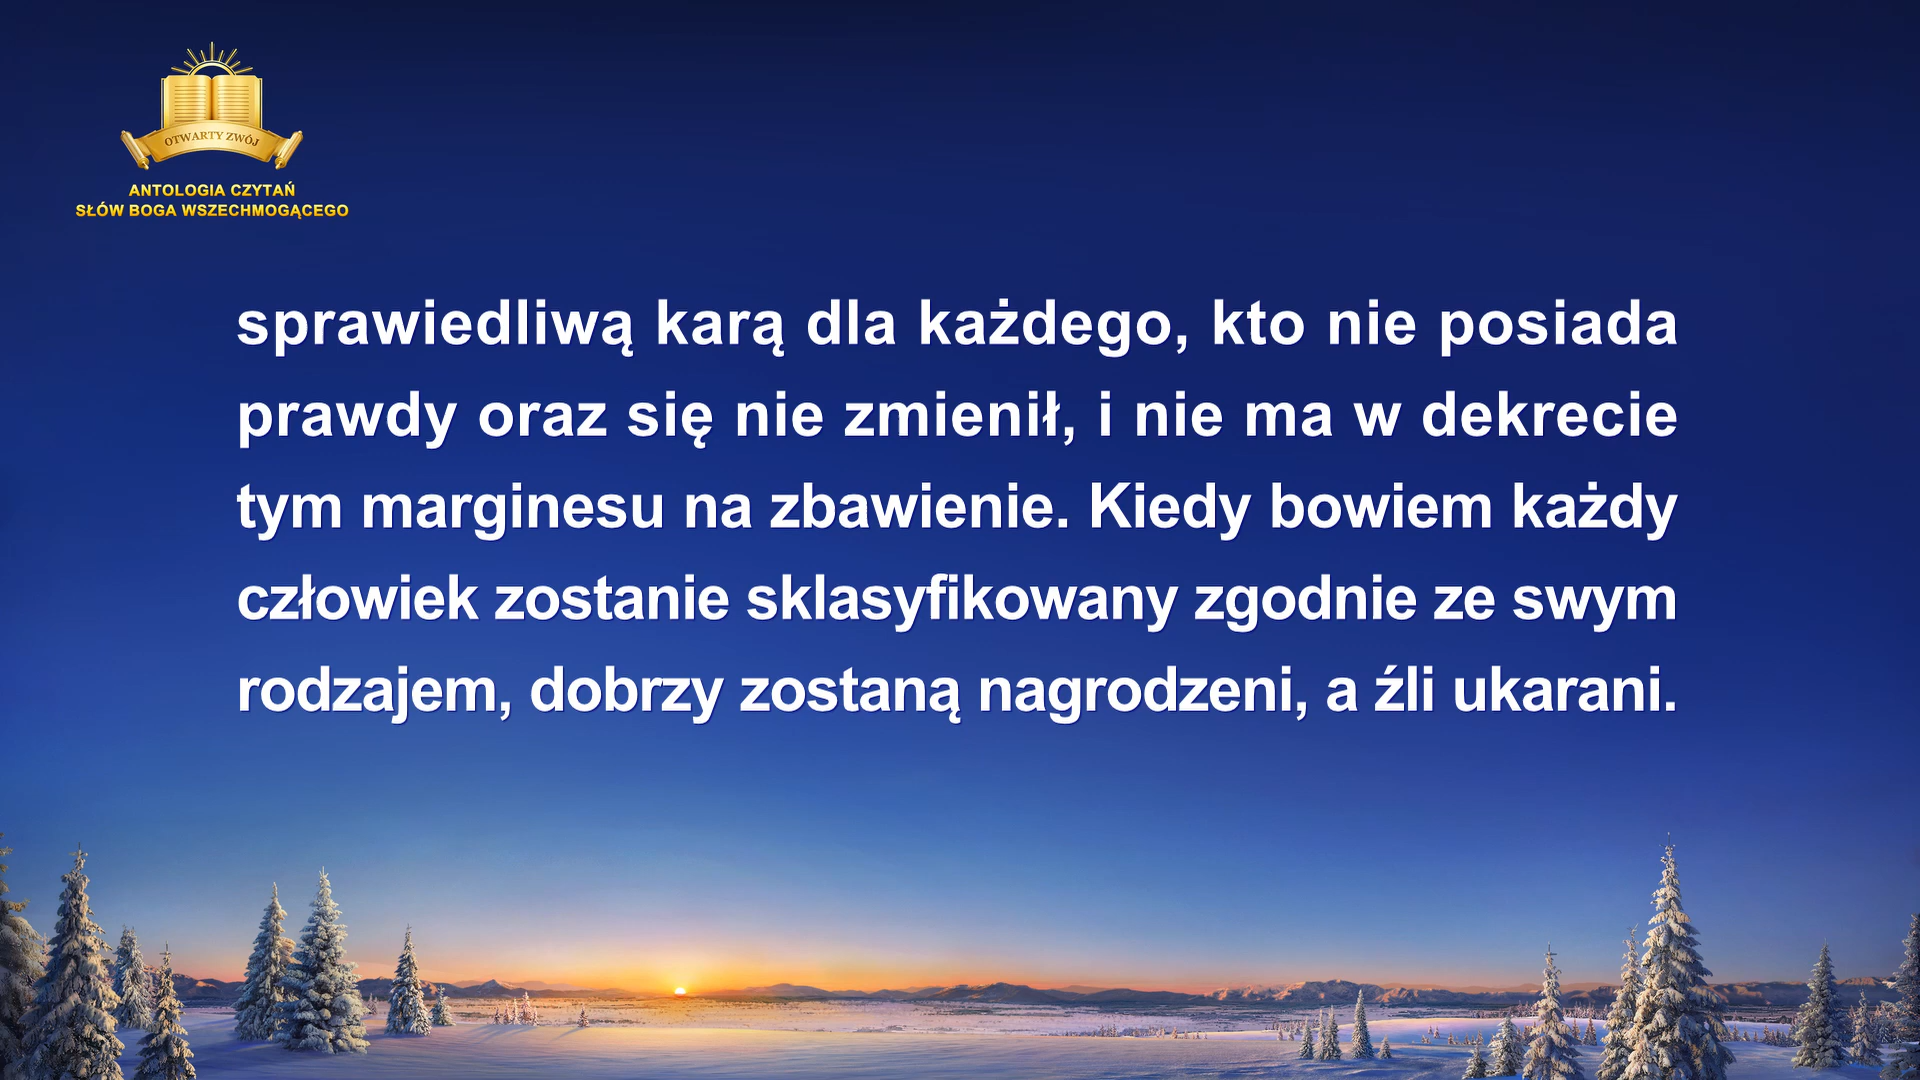 OTWARTY ZWÓJ
ANTOLOGIA CZYTAŃ
SŁÓW BOGA WSZECHMOGĄCEGO
sprawiedliwą karą dla każdego, kto nie posiada
prawdy oraz się nie zmienił, i nie ma w dekrecie
tym marginesu na zbawienie. Kiedy bowiem każdy
człowiek zostanie sklasyfikowany zgodnie ze swym
rodzajem, dobrzy zostaną nagrodzeni, a źli ukarani.